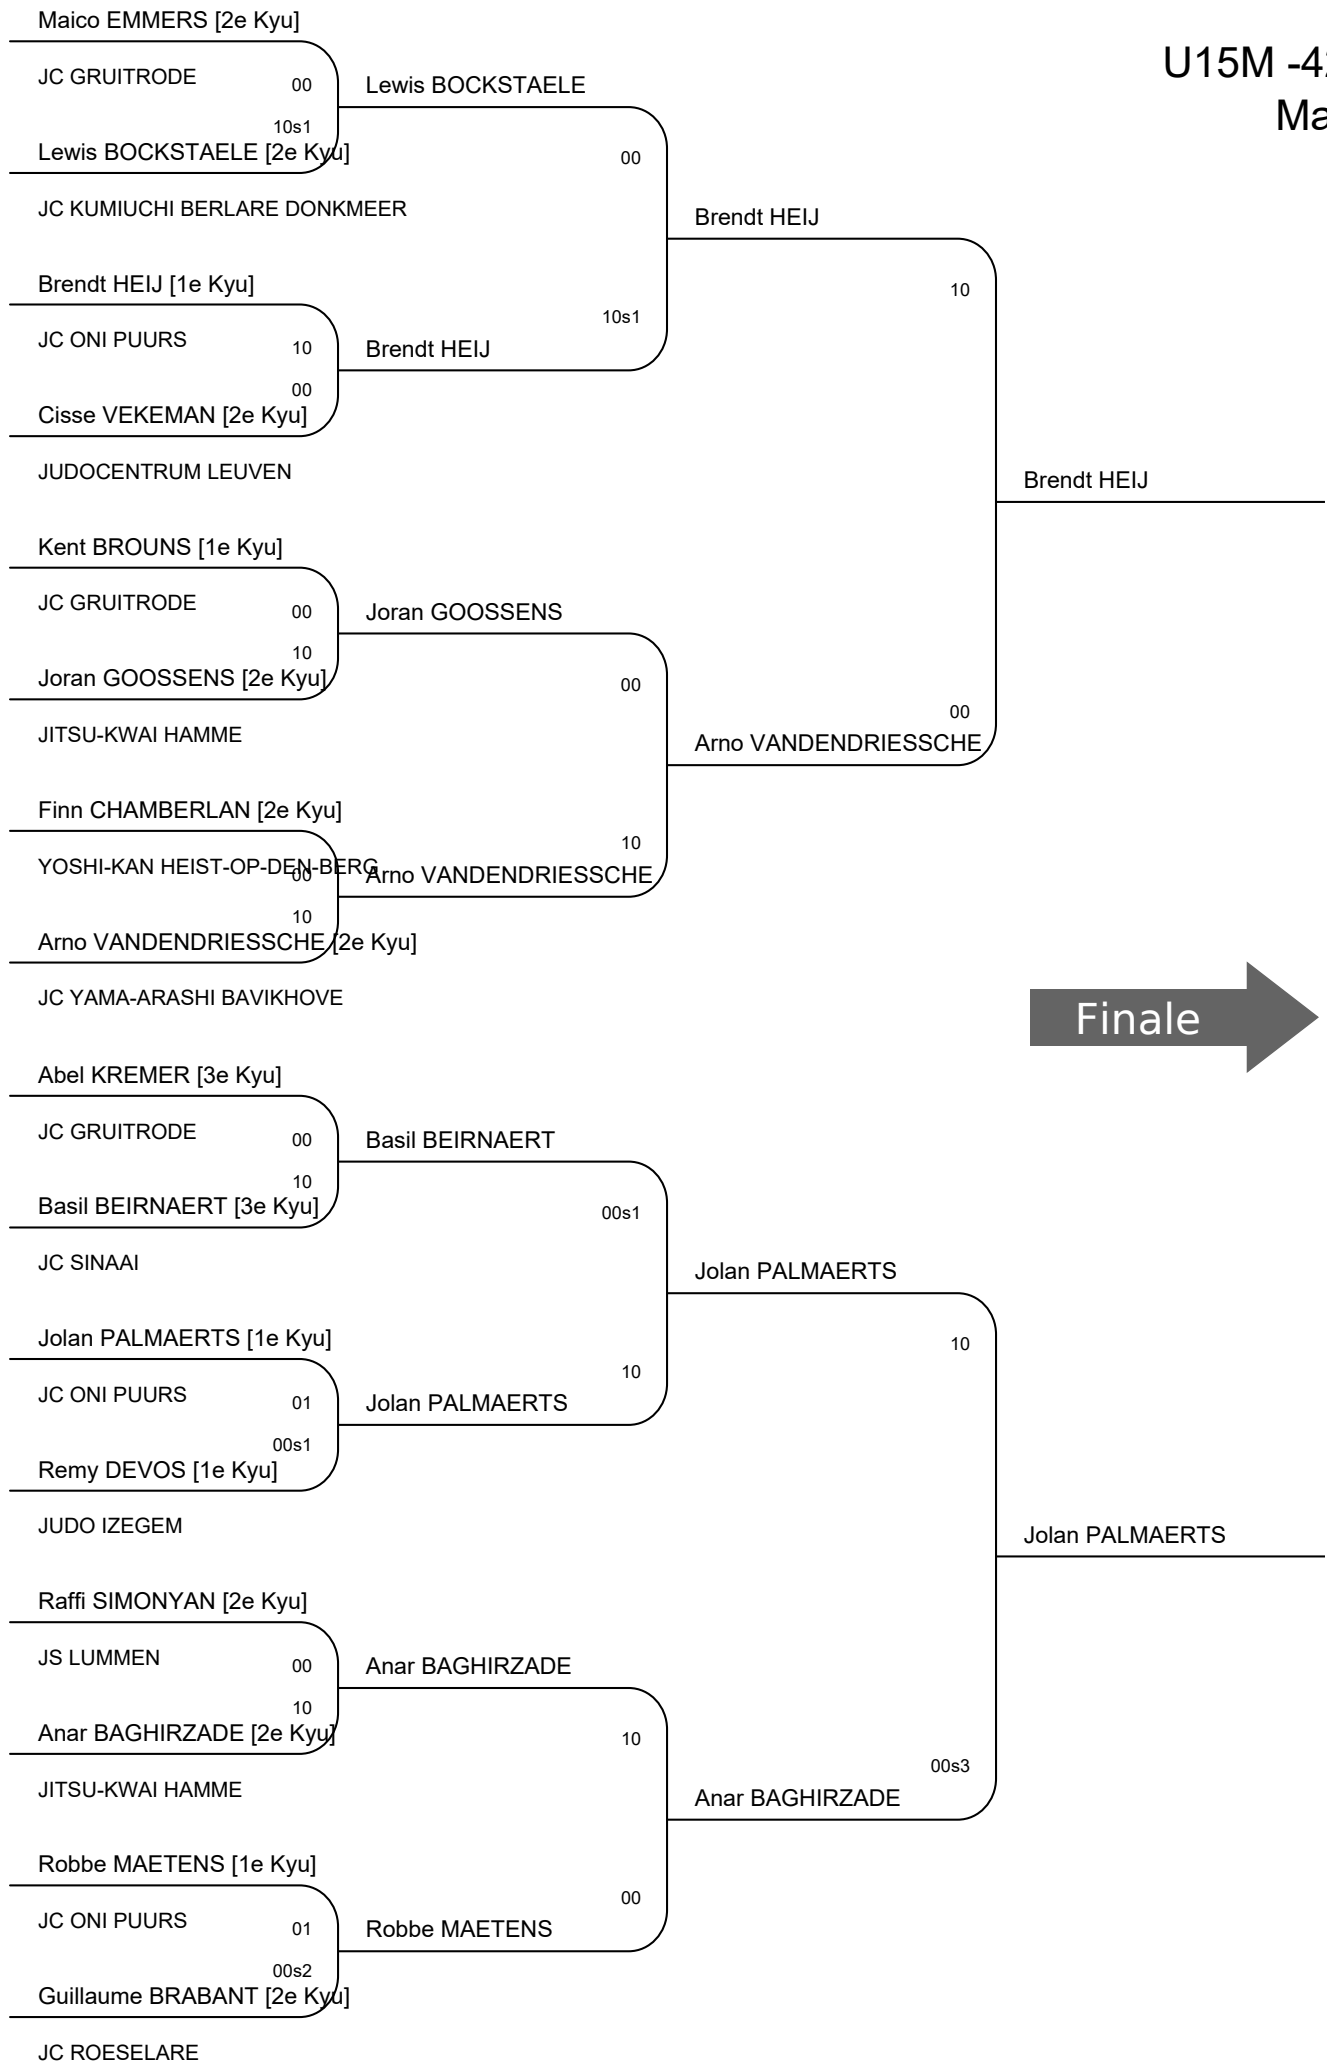 Maico EMMERS [2e Kyu]
JC GRUITRODE
00
10s1
Lewis BOCKSTAELE [2e Kyu]
JC KUMIUCHI BERLARE DONKMEER
Brendt HEIJ [1e Kyu]
JC ONI PUURS
10
00
Cisse VEKEMAN [2e Kyu]
JUDOCENTRUM LEUVEN
Kent BROUNS [1e Kyu]
JC GRUITRODE
00
10
Joran GOOSSENS [2e Kyu]
JITSU-KWAI HAMME
Finn CHAMBERLAN [2e Kyu]
YOSHI-KAN HEIST-OP-DEN-BERG
00
10
Arno VANDENDRIESSCHE [2e Kyu]
JC YAMA-ARASHI BAVIKHOVE
Abel KREMER [3e Kyu]
JC GRUITRODE
00
10
Basil BEIRNAERT [3e Kyu]
JC SINAAI
Jolan PALMAERTS [1e Kyu]
JC ONI PUURS
01
00s1
Remy DEVOS [1e Kyu]
JUDO IZEGEM
Raffi SIMONYAN [2e Kyu]
JS LUMMEN
00
10
Anar BAGHIRZADE [2e Kyu]
JITSU-KWAI HAMME
Robbe MAETENS [1e Kyu]
JC ONI PUURS
01
00s2
Guillaume BRABANT [2e Kyu]
JC ROESELARE
Lewis BOCKSTAELE
00
10s1
Brendt HEIJ
Joran GOOSSENS
00
10
Arno VANDENDRIESSCHE
Basil BEIRNAERT
00s1
10
Jolan PALMAERTS
Anar BAGHIRZADE
10
00
Robbe MAETENS
Brendt HEIJ
10
00
Arno VANDENDRIESSCHE
Jolan PALMAERTS
10
00s3
Anar BAGHIRZADE
U15M
Brendt HEIJ
Finale
Jolan PALMAERTS